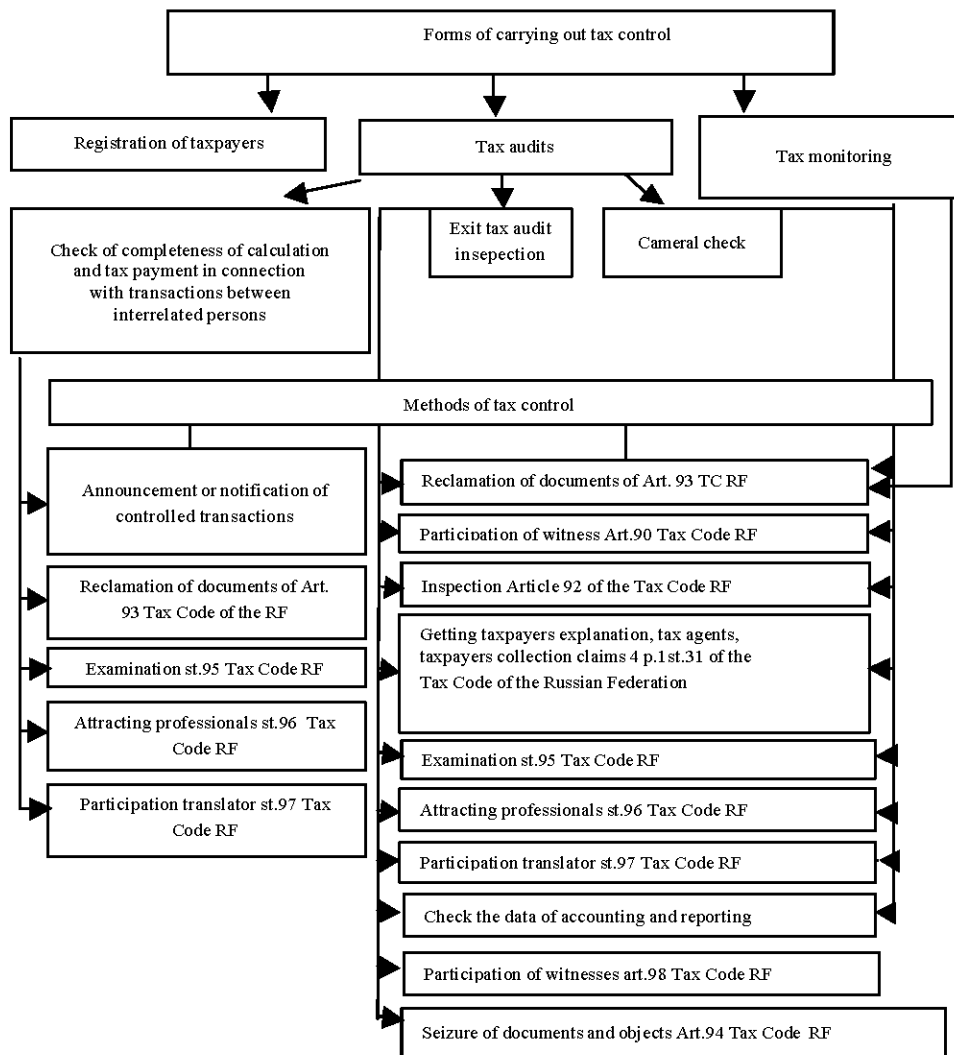 Forms of carrying out tax control
Registration of taxpayers
Tax audits
Tax monitoring
Check of completeness of calculation
and tax payment in connection
with transactions between
interrelated persons
Exit tax audit
insepection
Cameral check
Methods of tax control
Announcement or notification of
controlled transactions
Reclamation of documents of Art.
93 Tax Code of the RF
Examination st.95 Tax Code RF
Attracting professionals st.96 Tax
Code RF
Participation translator st.97 Tax
Code RF
Reclamation of documents of Art. 93 TC RF
Participation of witness Art.90 Tax Code RF
Inspection Article 92 of the Tax Code RF
Getting taxpayers explanation, tax agents,
taxpayers collection claims 4 p.1st.31 of the
Tax Code of the Russian Federation
Examination st.95 Tax Code RF
Attracting professionals st.96 Tax Code RF
Participation translator st.97 Tax Code RF
Check the data of accounting and reporting
Participation of witnesses art.98 Tax Code RF
Seizure of documents and objects Art.94 Tax Code RF